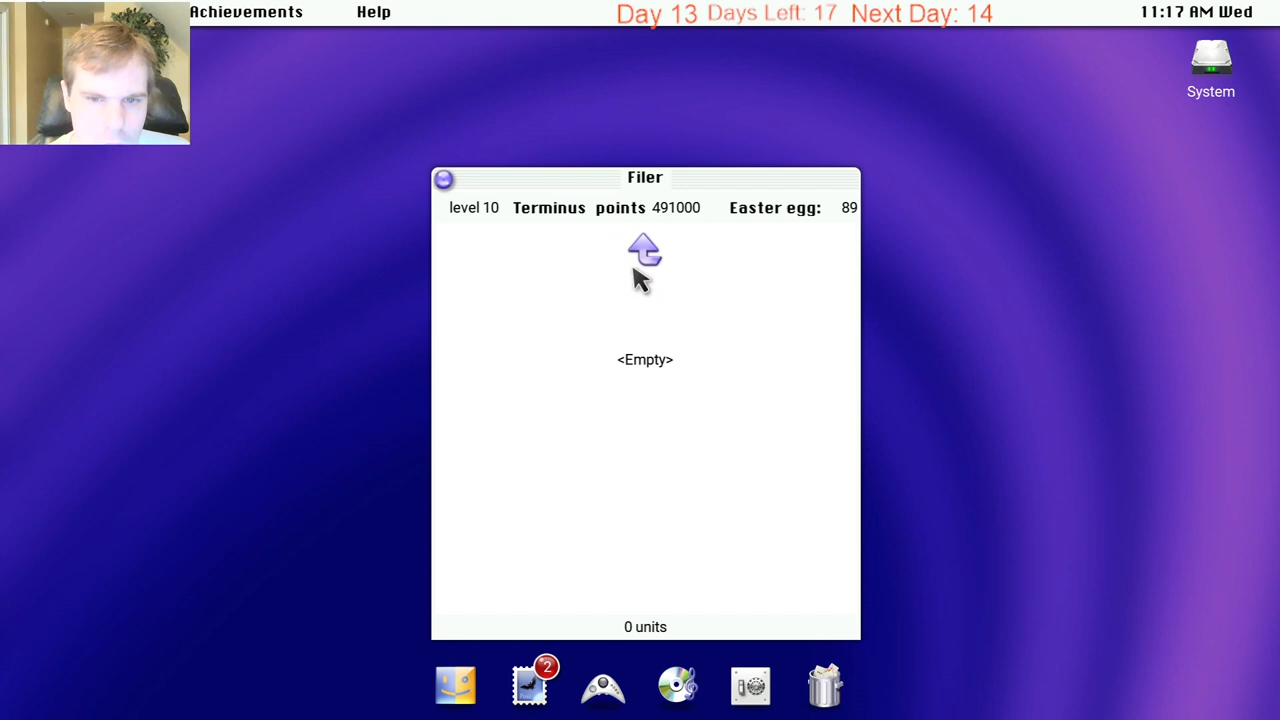 Achievements Help Day 13 Days Left: 17 Next Day: 14 11:17 AM Wed
System
Filer
level 10 Terminus points 491000 Easter egg: 89
<Empty>
0 units
2